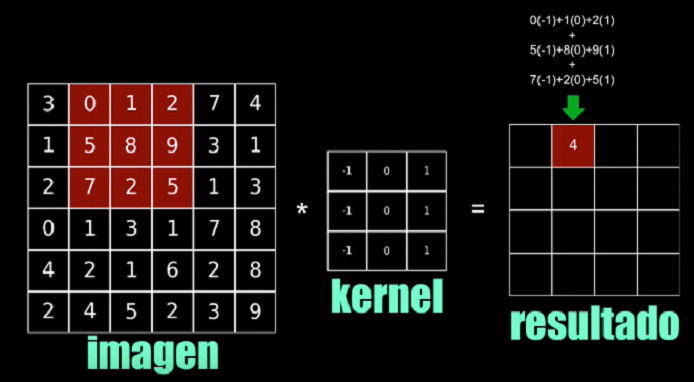 0(-1)+1(0)+2(1)
+
5(-1)+8(0)+9(1)
+
7(-1)+2(0)+5(1)
3 0 1 2 7 4
1 5 8 9 3 1
2 7 2 5 1 3
0 1 3 1 7 8
4 2 1 6 2 8
2 4 5 2 3 9
imagen
*
-1 0 1
-1 0 1
-1 0 1
kernel
=
4
resultado